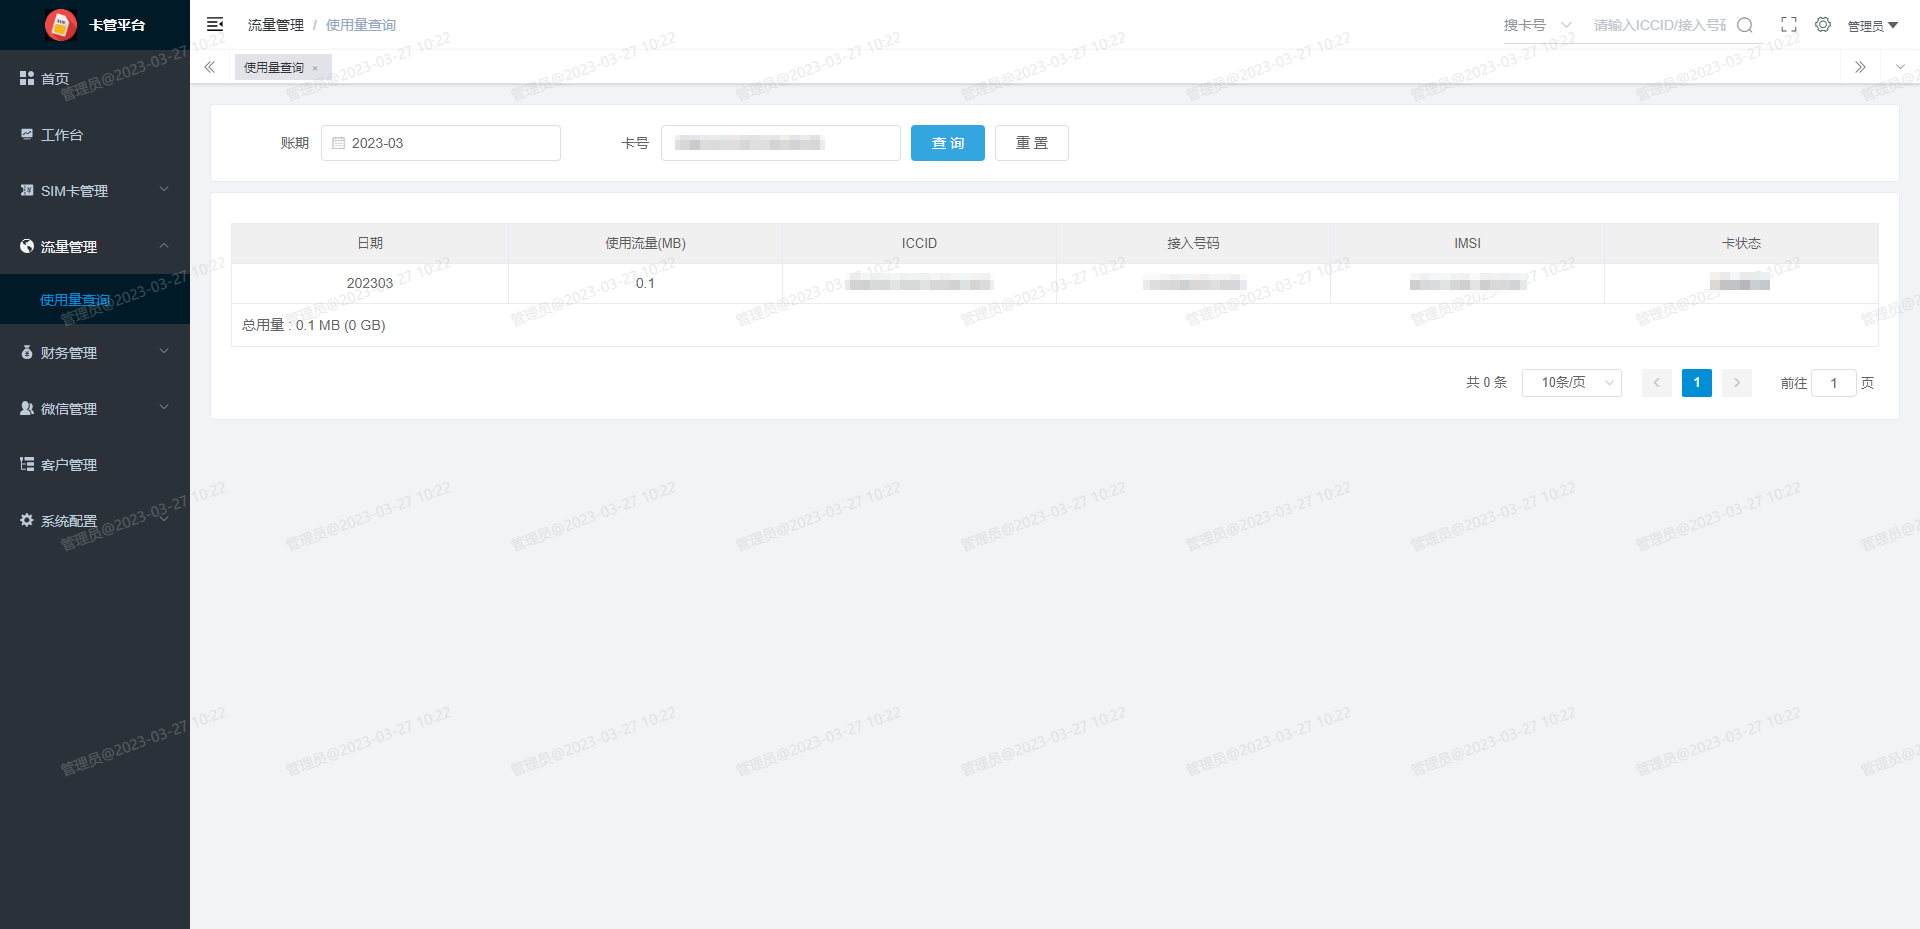 卡管平台
首页
工作台
SIM卡管理
流量管理
使用量查询
财务管理
微信管理
客户管理
系统配置
流量管理 / 使用量查询
搜卡号 请输入ICCID/接入号码 管理员
使用量查询 ×
账期 2023-03 卡号 查 询 重 置
日期 使用流量(MB) ICCID 接入号码 IMSI 卡状态
202303 0.1
总用量 : 0.1 MB (0 GB)
共 0 条 10条/页 1 前往 1 页
管理员@2023-03-27 10:22